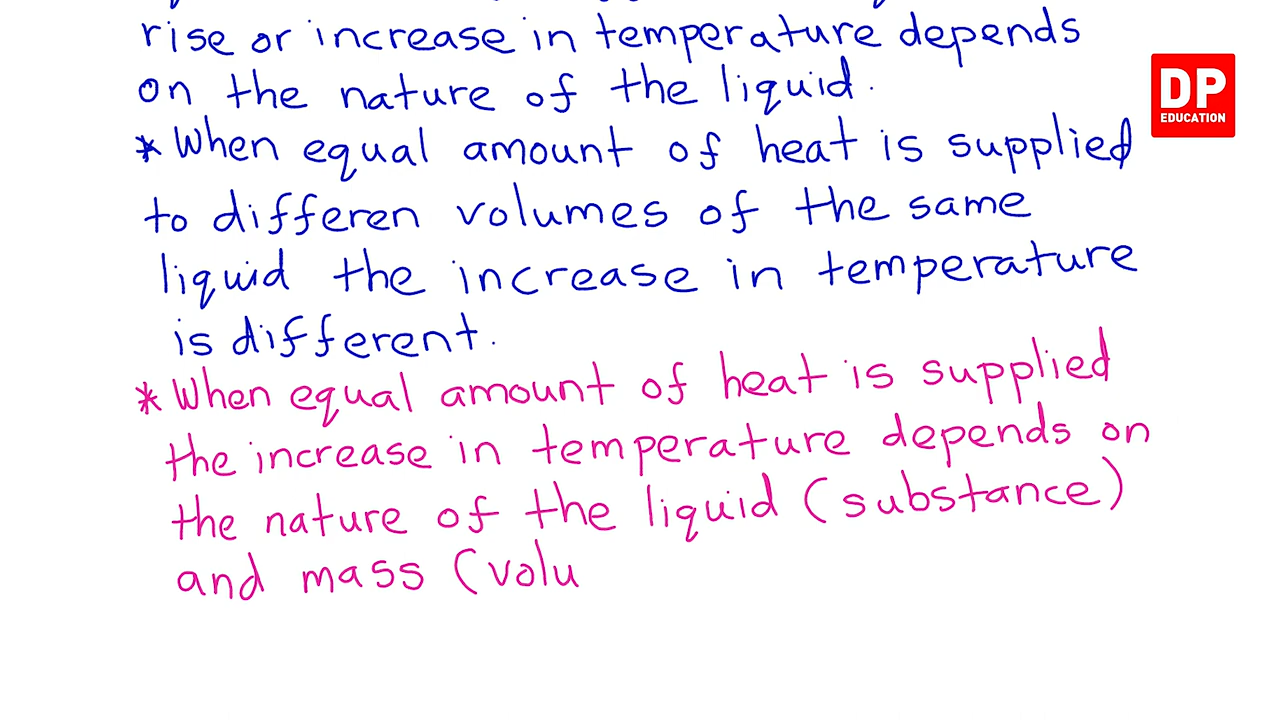 rise or increase in temperature depends
on the nature of the liquid.
* When equal amount of heat is supplied
to differen volumes of the same
liquid the increase in temperature
is different.
* When equal amount of heat is supplied
the increase in temperature depends on
the nature of the liquid (substance)
and mass (volu
DP
EDUCATION